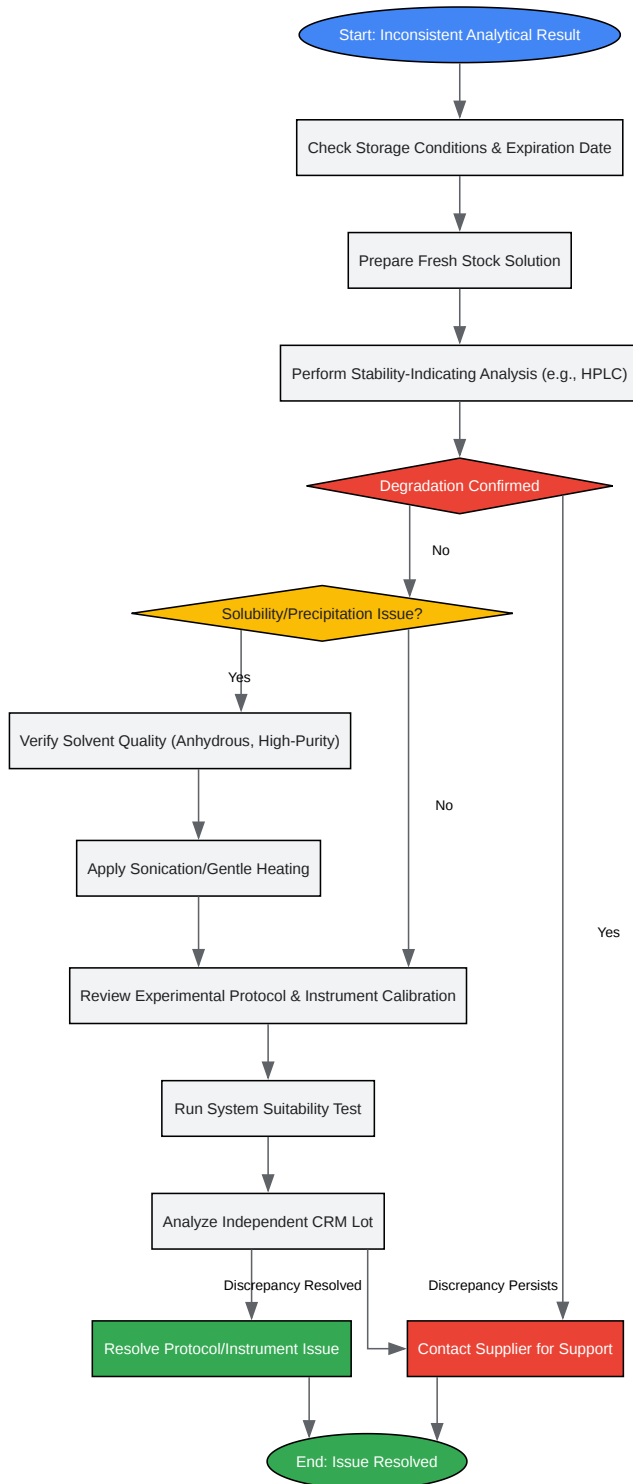 Start: Inconsistent Analytical Result
Check Storage Conditions & Expiration Date
Prepare Fresh Stock Solution
Perform Stability-Indicating Analysis (e.g., HPLC)
Degradation Confirmed
No
Solubility/Precipitation Issue?
Yes
Verify Solvent Quality (Anhydrous, High-Purity)
No
Apply Sonication/Gentle Heating
Yes
Review Experimental Protocol & Instrument Calibration
Run System Suitability Test
Analyze Independent CRM Lot
Discrepancy Resolved
Discrepancy Persists
Resolve Protocol/Instrument Issue
Contact Supplier for Support
End: Issue Resolved